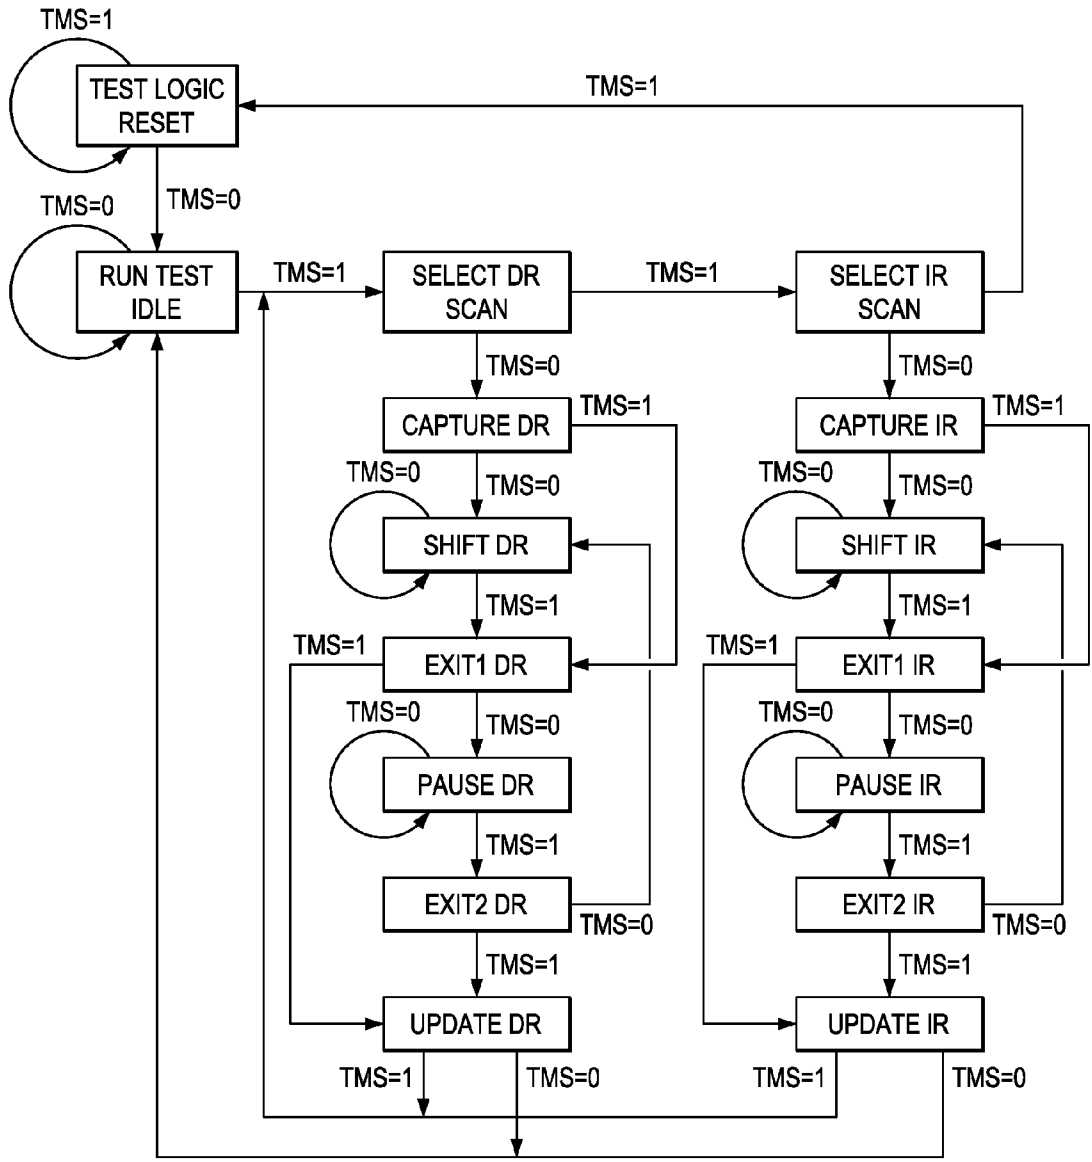 TMS=1
TEST LOGIC
RESET
TMS=1
TMS=0
TMS=0
RUN TEST
IDLE
TMS=1
SELECT DR
SCAN
TMS=1
SELECT IR
SCAN
TMS=0
TMS=0
CAPTURE DR
TMS=1
CAPTURE IR
TMS=1
TMS=0
TMS=0
TMS=0
TMS=0
SHIFT DR
SHIFT IR
TMS=1
TMS=1
TMS=1
EXIT1 DR
TMS=1
EXIT1 IR
TMS=0
TMS=0
TMS=0
TMS=0
PAUSE DR
PAUSE IR
TMS=1
TMS=1
EXIT2 DR
TMS=0
EXIT2 IR
TMS=0
TMS=1
TMS=1
UPDATE DR
UPDATE IR
TMS=1
TMS=0
TMS=1
TMS=0